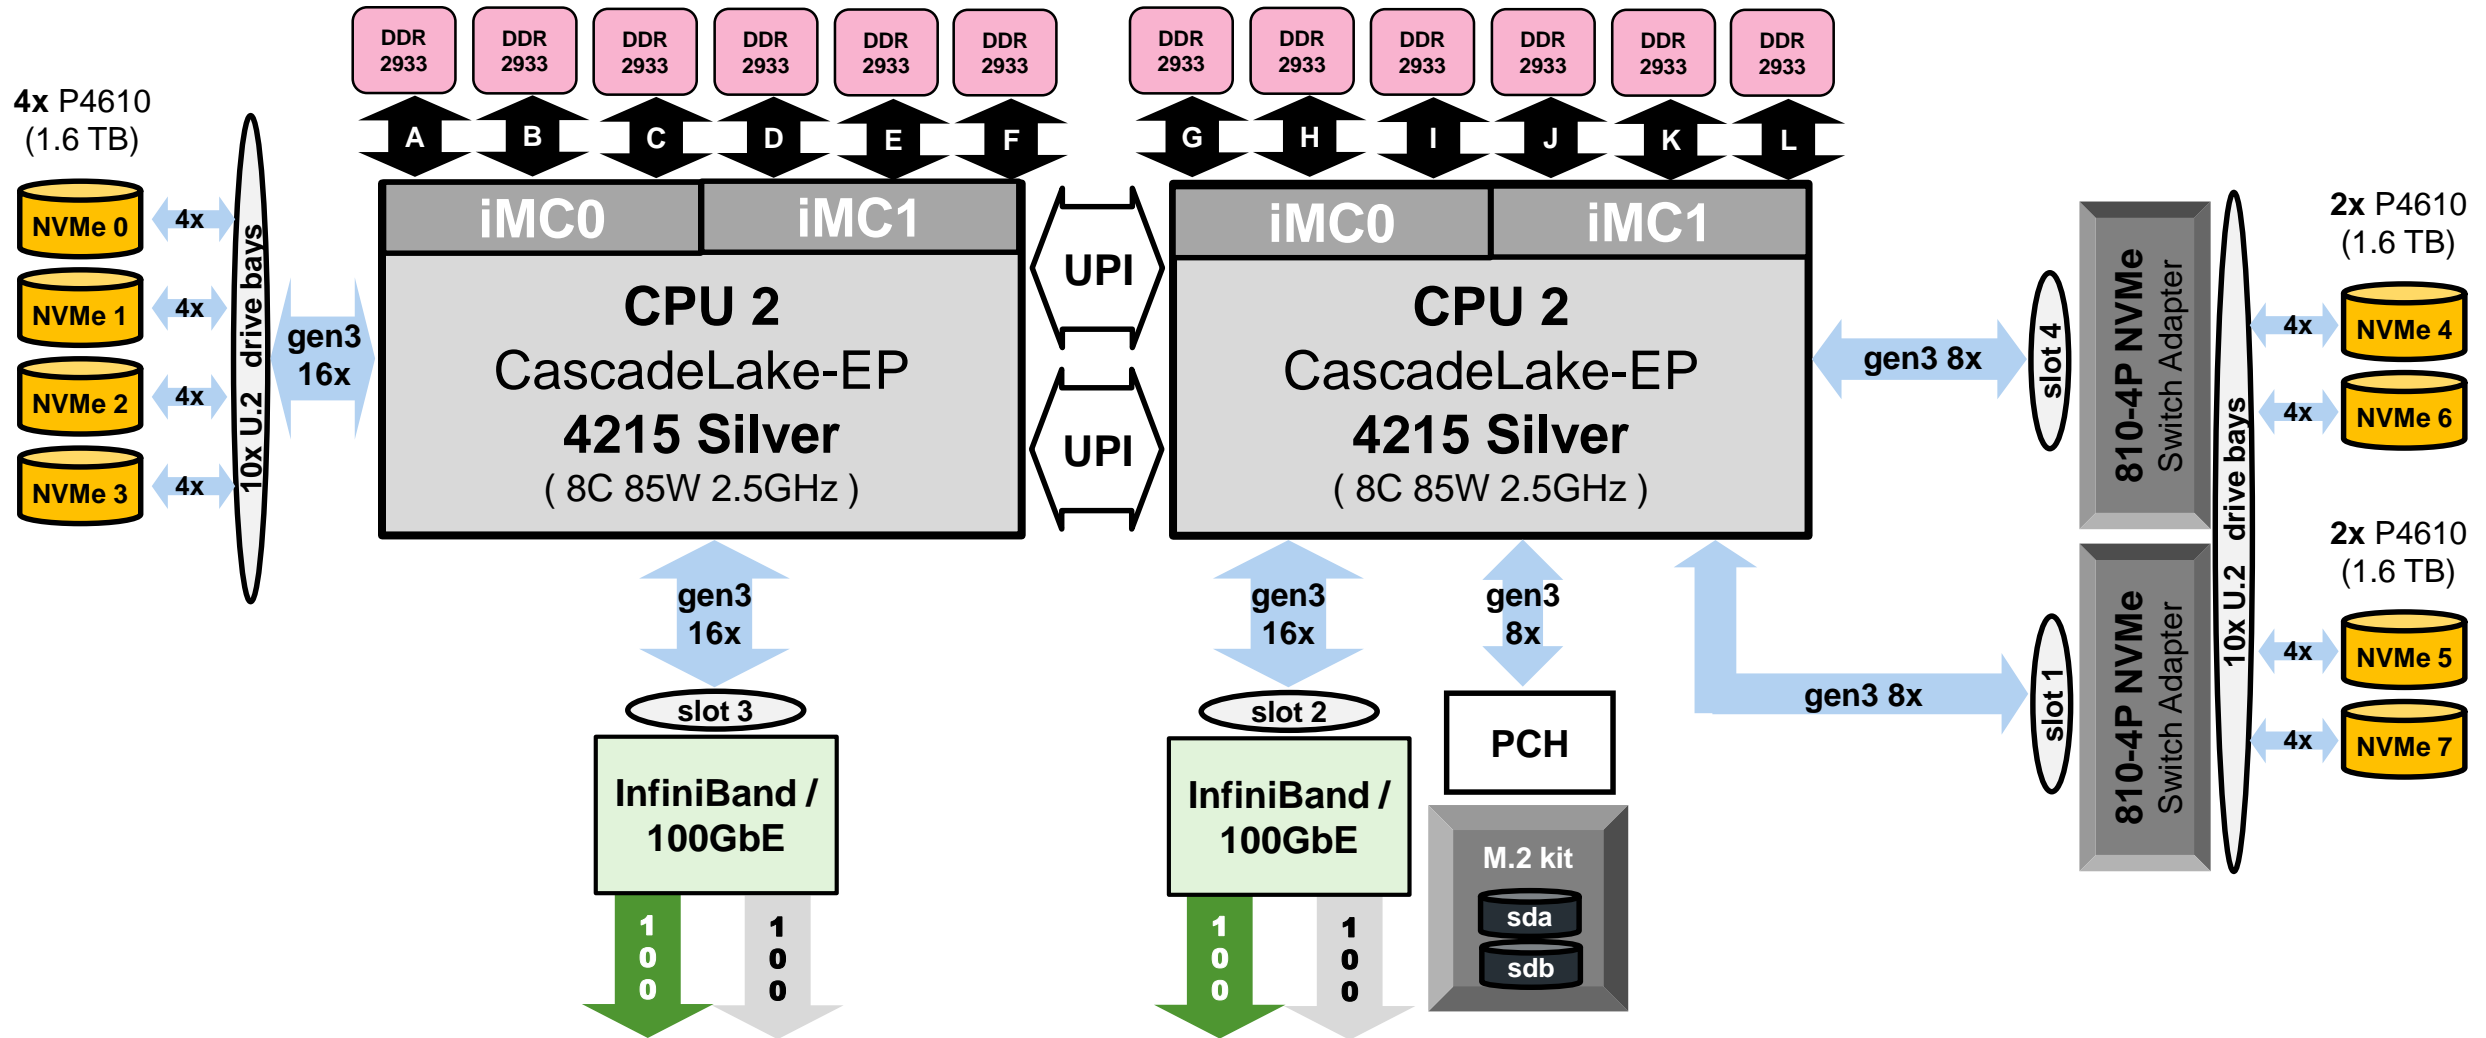 DDR
2933
DDR
2933
DDR
2933
DDR
2933
DDR
2933
DDR
2933
DDR
2933
DDR
2933
DDR
2933
DDR
2933
DDR
2933
DDR
2933
A
B
C
D
E
F
G
H
I
J
K
L
4x P4610
(1.6 TB)
NVMe 0
4x
NVMe 1
4x
NVMe 2
4x
NVMe 3
4x
10x U.2 drive bays
gen3
16x
iMC0
iMC1
CPU 2
CascadeLake-EP
4215 Silver
( 8C 85W 2.5GHz )
UPI
UPI
iMC0
iMC1
CPU 2
CascadeLake-EP
4215 Silver
( 8C 85W 2.5GHz )
gen3 8x
slot 4
810-4P NVMe
Switch Adapter
10x U.2 drive bays
2x P4610
(1.6 TB)
4x
NVMe 4
4x
NVMe 6
2x P4610
(1.6 TB)
4x
NVMe 5
4x
NVMe 7
gen3 8x
slot 1
810-4P NVMe
Switch Adapter
gen3
16x
slot 3
InfiniBand /
100GbE
100
100
gen3
16x
slot 2
InfiniBand /
100GbE
100
100
gen3
8x
PCH
M.2 kit
sda
sdb